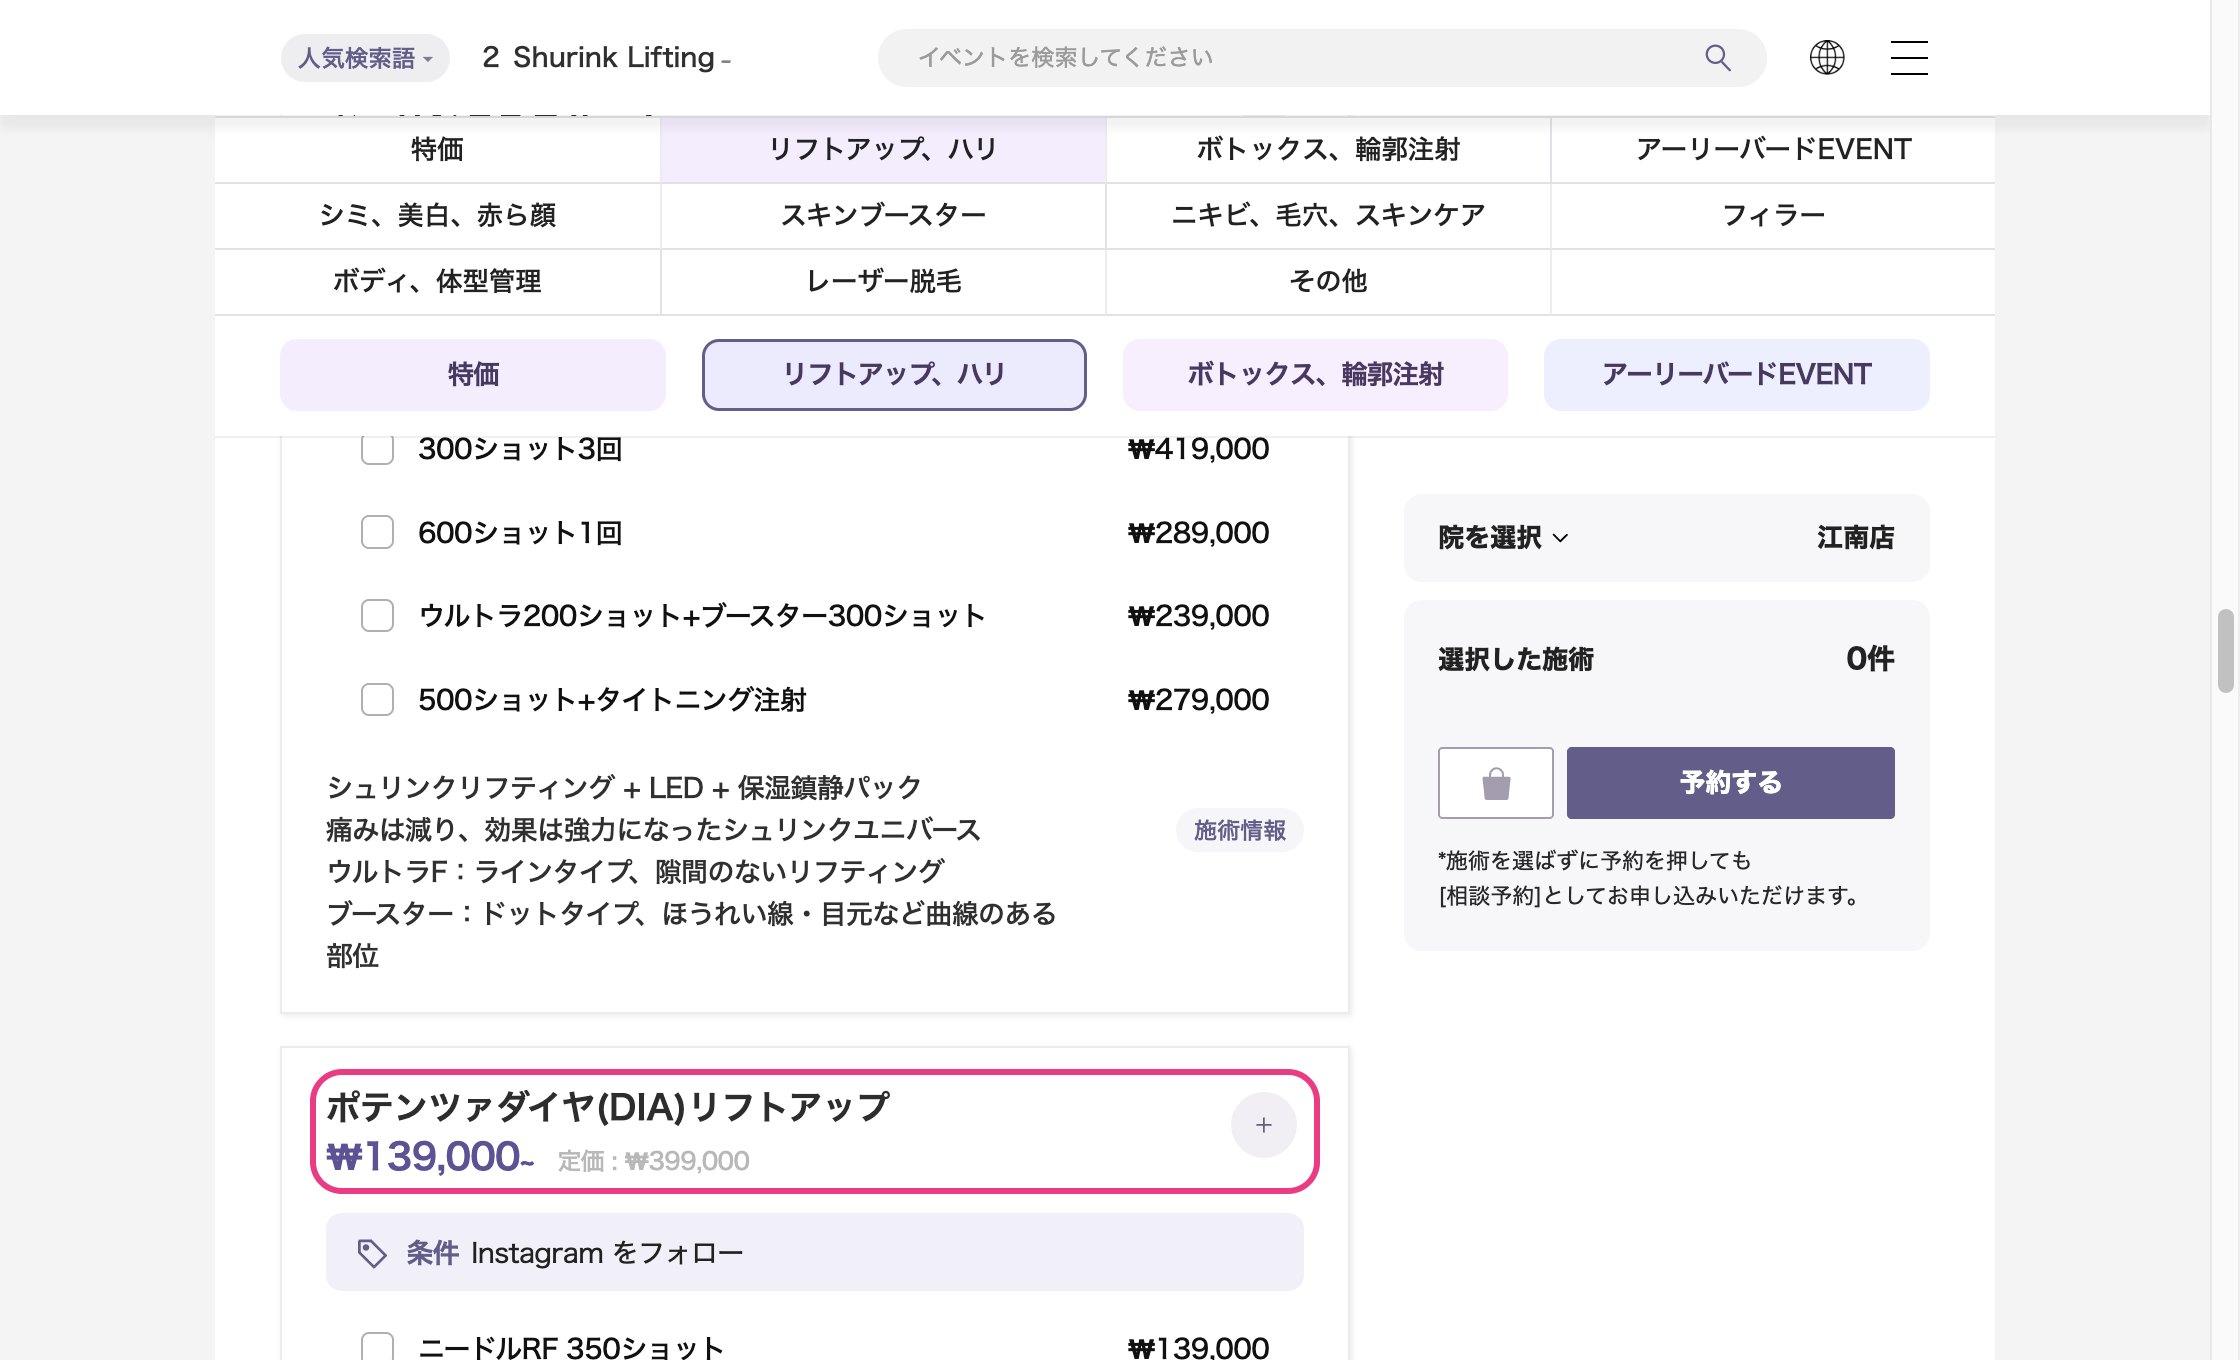 人気検索語
2 Shurink Lifting -
イベントを検索してください
特価
リフトアップ、ハリ
ボトックス、輪郭注射
アーリーバードEVENT
シミ、美白、赤ら顔
スキンブースター
ニキビ、毛穴、スキンケア
フィラー
ボディ、体型管理
レーザー脱毛
その他
特価
リフトアップ、ハリ
ボトックス、輪郭注射
アーリーバードEVENT
300ショット3回 ₩419,000
600ショット1回 ₩289,000
ウルトラ200ショット+ブースター300ショット ₩239,000
500ショット+タイトニング注射 ₩279,000
シュリンクリフティング + LED + 保湿鎮静パック
痛みは減り、効果は強力になったシュリンクユニバース
ウルトラF：ラインタイプ、隙間のないリフティング
ブースター：ドットタイプ、ほうれい線・目元など曲線のある
部位
施術情報
院を選択 江南店
選択した施術 0件
予約する
*施術を選ばずに予約を押しても
[相談予約]としてお申し込みいただけます。
ポテンツァダイヤ(DIA)リフトアップ
₩139,000~ 定価 : ₩399,000
+
条件 Instagram をフォロー
ニードルRF 350ショット ₩139,000